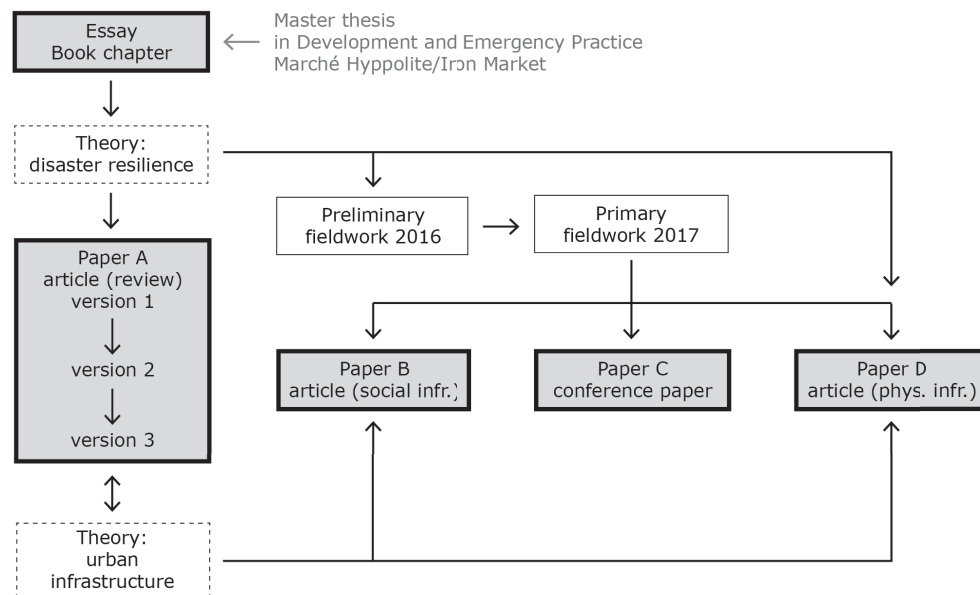 Essay
Book chapter
Master thesis
in Development and Emergency Practice
Marché Hyppolite/Iron Market
Theory:
disaster resilience
Preliminary
fieldwork 2016
Primary
fieldwork 2017
Paper A
article (review)
version 1
version 2
version 3
Paper B
article (social infr.)
Paper C
conference paper
Paper D
article (phys. infr.)
Theory:
urban
infrastructure